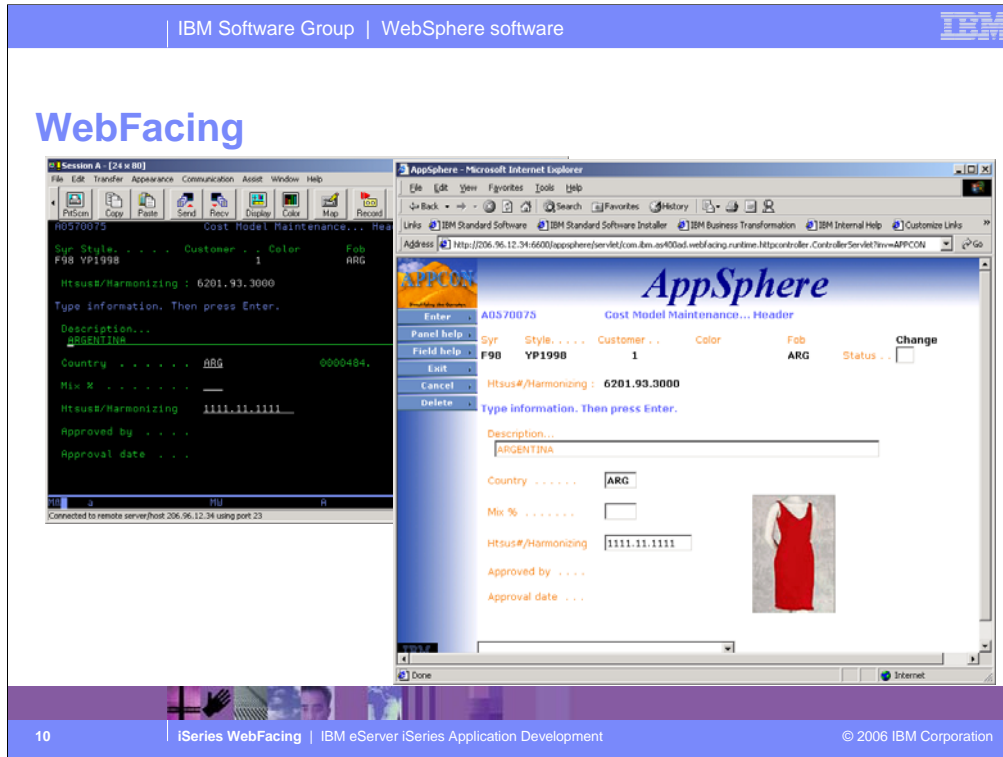 IBM Software Group | WebSphere software
IBM
WebFacing
Session A - [24 x 80]
File Edit Transfer Appearance Communication Assist Window Help
PrtScrn Copy Paste Send Recv Display Color Map Record
A0570075 Cost Model Maintenance... Hea
Syr Style. . . . . Customer . . Color Fob
F98 YP1998 1 ARG
Htsus#/Harmonizing : 6201.93.3000
Type information. Then press Enter.
Description...
ARGENTINA
Country . . . . . . ARG 0000484.
Mix % . . . . . . .
Htsus#/Harmonizing 1111.11.1111
Approved by . . . .
Approval date . . .
MA a MW A
Connected to remote server/host 206.96.12.34 using port 23
AppSphere - Microsoft Internet Explorer
File Edit View Favorites Tools Help
Back Search Favorites History
Links IBM Standard Software IBM Standard Software Installer IBM Business Transformation IBM Internal Help Customize Links »
Address http://206.96.12.34:6600/appsphere/servlet/com.ibm.as400ad.webfacing.runtime.httpcontroller.ControllerServlet?inv=APPCON Go
APPCON
AppSphere
Enter
Panel help
Field help
Exit
Cancel
Delete
A0570075 Cost Model Maintenance... Header
Syr Style. . . . . Customer . . Color Fob Change
F98 YP1998 1 ARG Status . .
Htsus#/Harmonizing : 6201.93.3000
Type information. Then press Enter.
Description...
ARGENTINA
Country . . . . . . ARG
Mix % . . . . . . .
Htsus#/Harmonizing 1111.11.1111
Approved by . . . .
Approval date . . .
IBM
Done Internet
10 iSeries WebFacing | IBM eServer iSeries Application Development © 2006 IBM Corporation